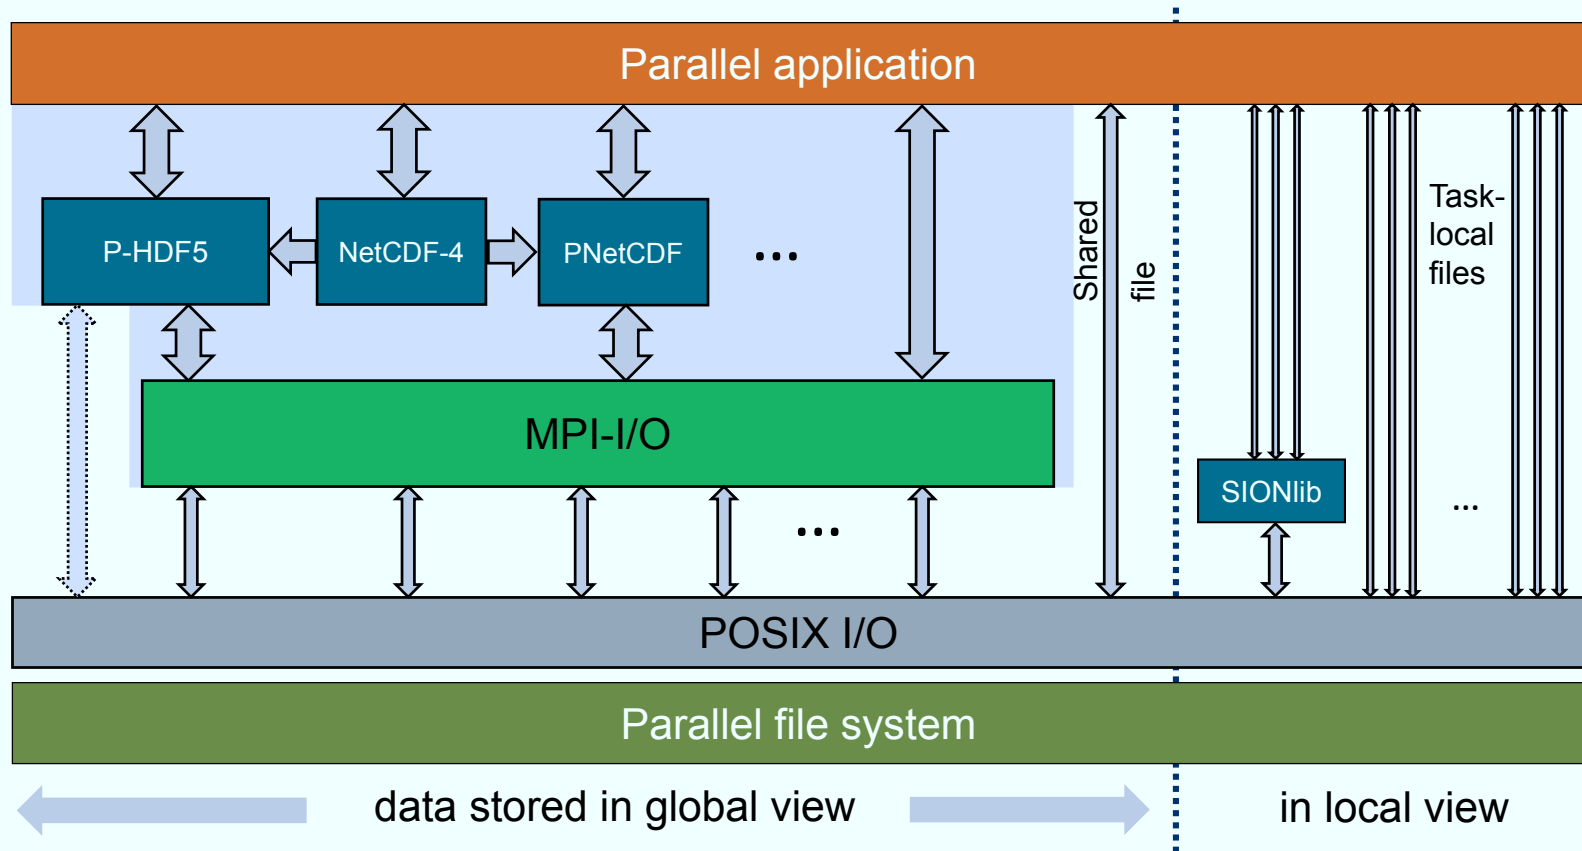 Parallel application
P-HDF5
NetCDF-4
PNetCDF
...
Shared
file
Task-
local
files
MPI-I/O
SIONlib
...
...
POSIX I/O
Parallel file system
data stored in global view
in local view